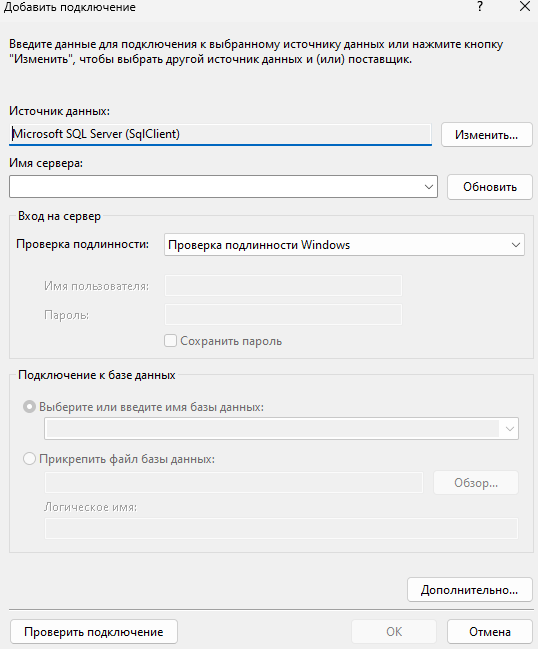 Добавить подключение
?
Введите данные для подключения к выбранному источнику данных или нажмите кнопку
"Изменить", чтобы выбрать другой источник данных и (или) поставщик.
Источник данных:
Microsoft SQL Server (SqlClient)
Изменить...
Имя сервера:
Обновить
Вход на сервер
Проверка подлинности:
Проверка подлинности Windows
Имя пользователя:
Пароль:
Сохранить пароль
Подключение к базе данных
Выберите или введите имя базы данных:
Прикрепить файл базы данных:
Обзор...
Логическое имя:
Дополнительно...
Проверить подключение
ОК
Отмена